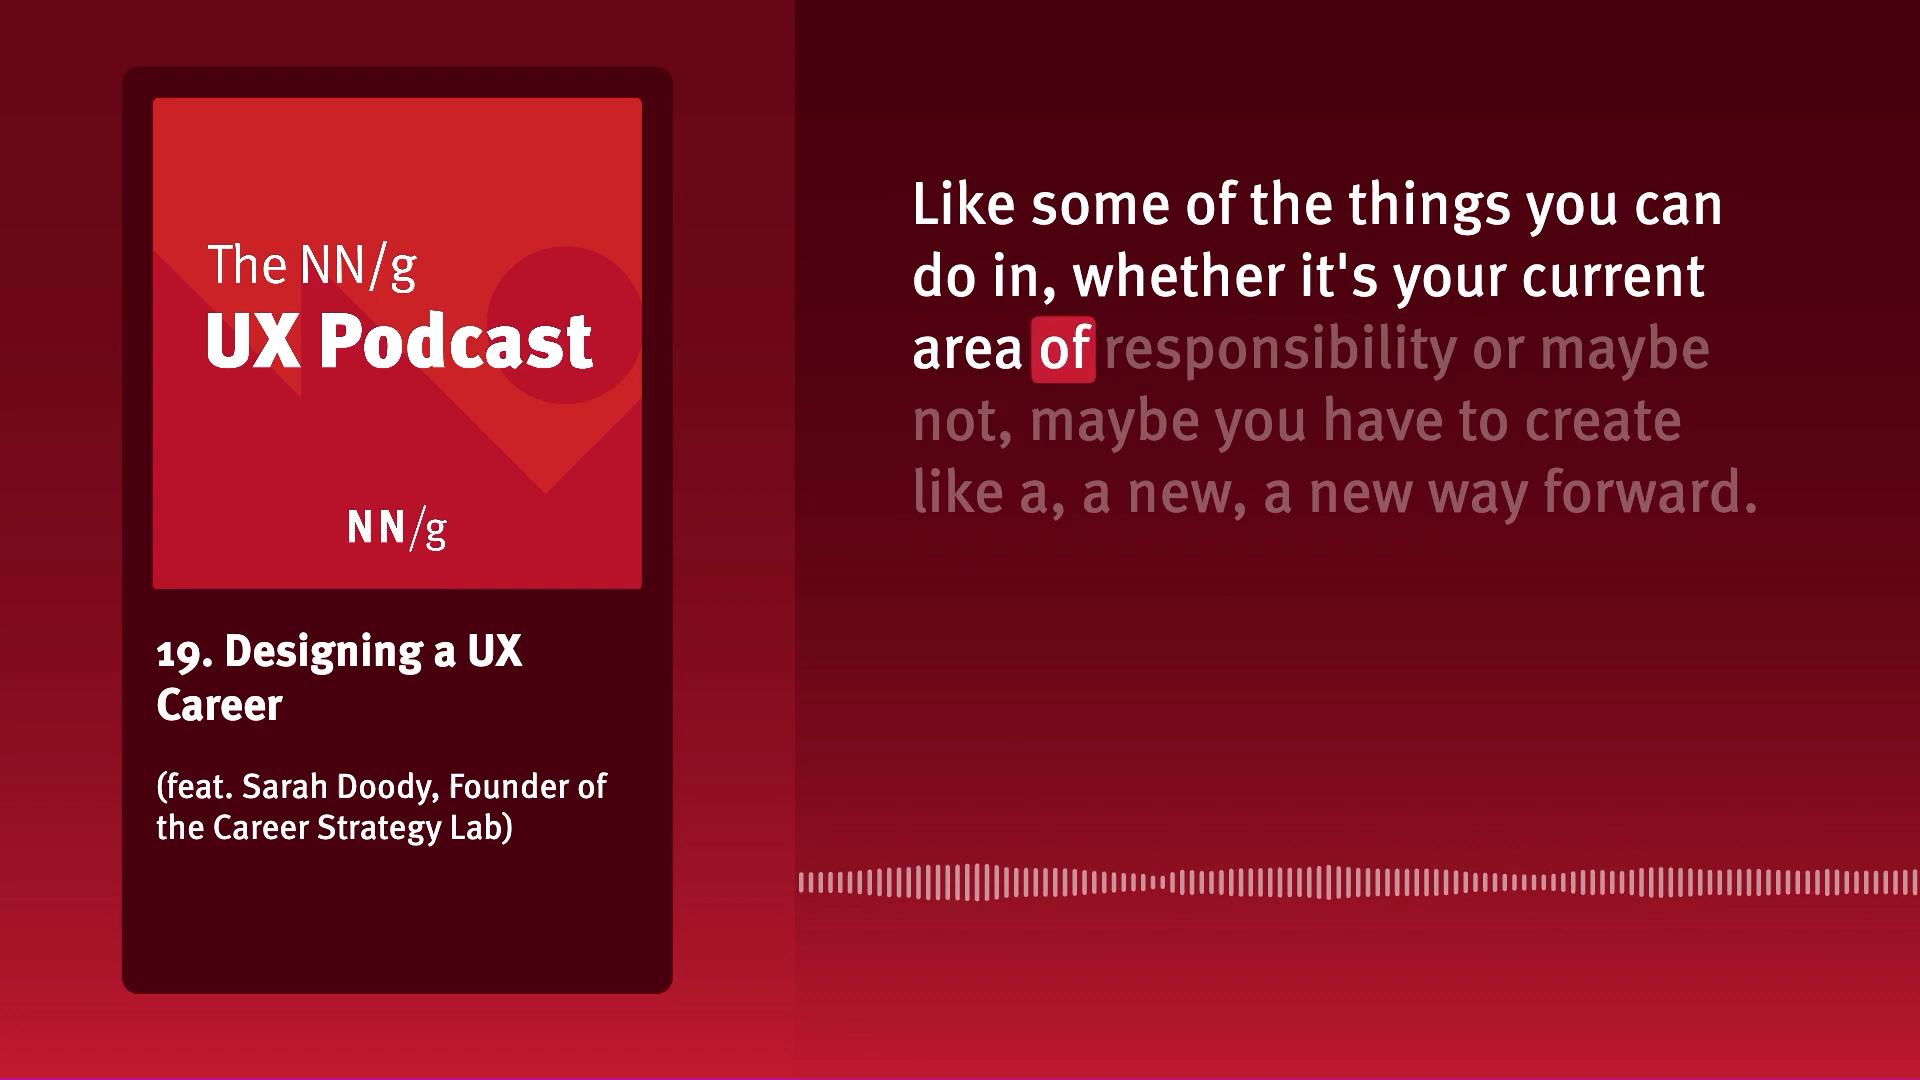 The NN/g
UX Podcast
NN/g
19. Designing a UX
Career
(feat. Sarah Doody, Founder of
the Career Strategy Lab)
Like some of the things you can
do in, whether it's your current
area of responsibility or maybe
not, maybe you have to create
like a, a new, a new way forward.